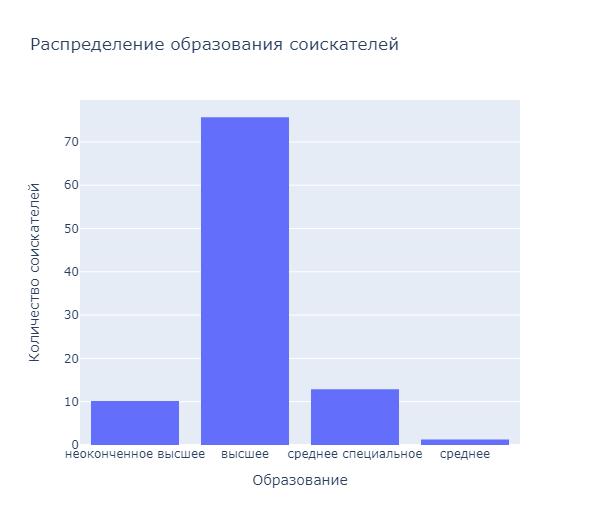 Распределение образования соискателей
Количество соискателей
70
60
50
40
30
20
10
0
неоконченное высшее
высшее
среднее специальное
среднее
Образование